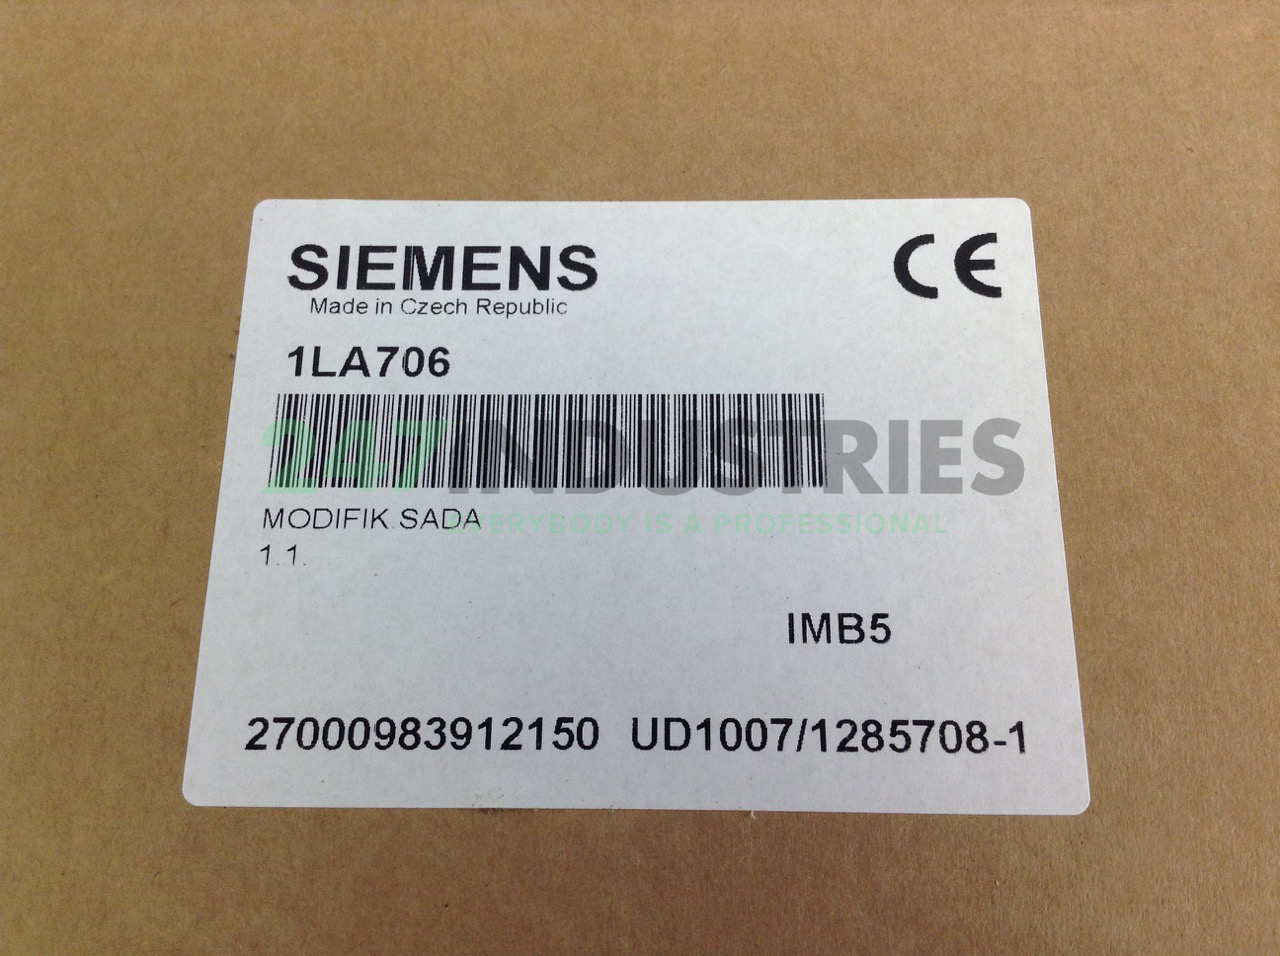 SIEMENS
CE
Made in Czech Republic
1LA706
247INDUSTRIES
MODIFIK.SADA
EVERYBODY IS A PROFESSIONAL
1.1.
IMB5
27000983912150 UD1007/1285708-1